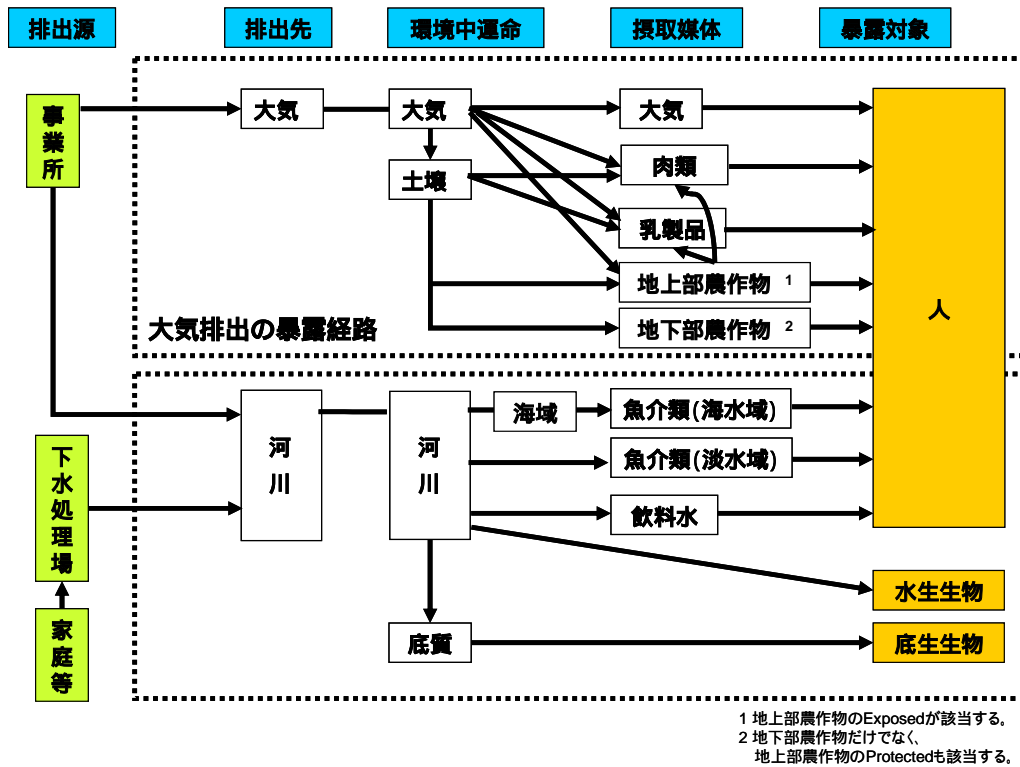 排出源
排出先
環境中運命
摂取媒体
暴露対象
事業所
大気
大気
大気
土壌
肉類
乳製品
地上部農作物 1
地下部農作物 2
人
大気排出の暴露経路
河川
河川
海域
魚介類(海水域)
魚介類(淡水域)
飲料水
下水処理場
水生生物
家庭等
底質
底生生物
1 地上部農作物のExposedが該当する。
2 地下部農作物だけでなく、
地上部農作物のProtectedも該当する。